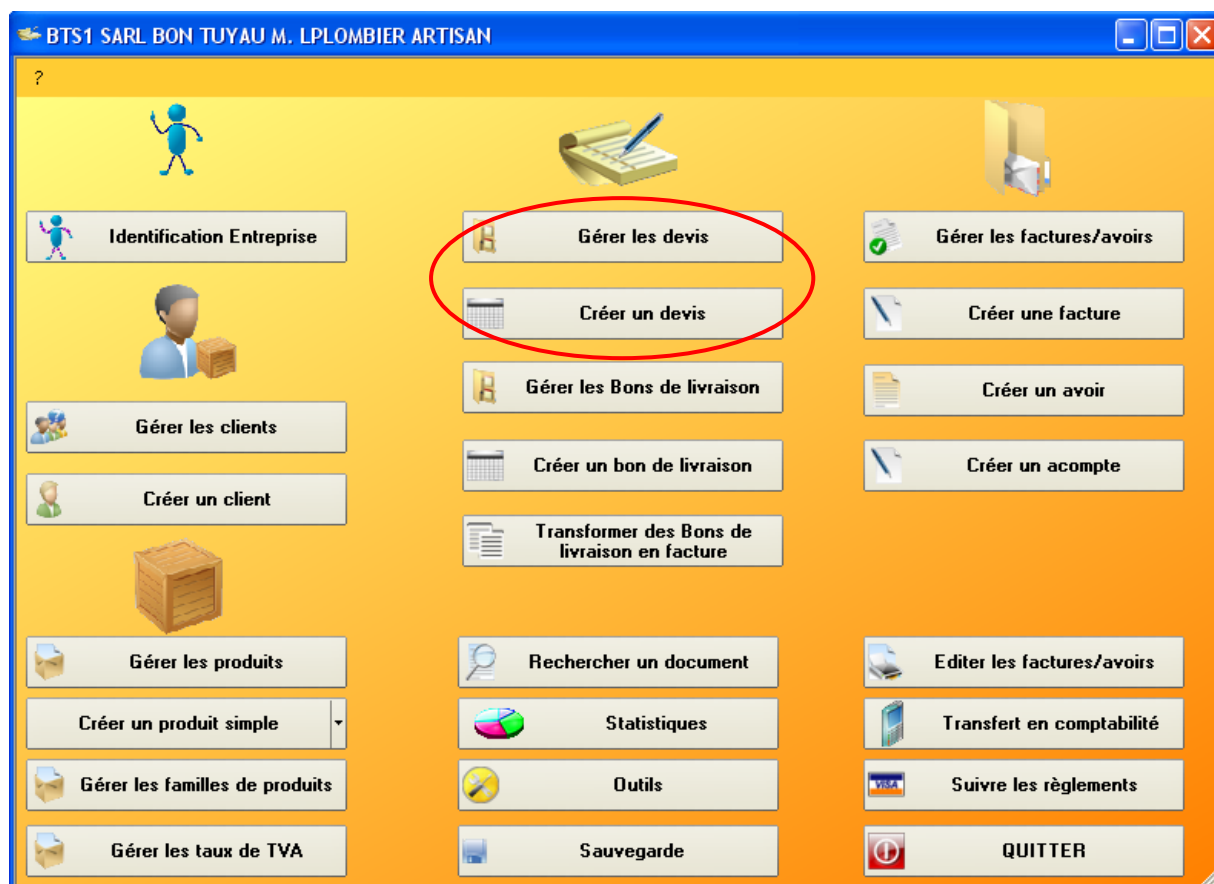 BTS1 SARL BON TUYAU M. LPLOMBIER ARTISAN
?
Identification Entreprise
Gérer les clients
Créer un client
Gérer les produits
Créer un produit simple
Gérer les familles de produits
Gérer les taux de TVA
Gérer les devis
Créer un devis
Gérer les Bons de livraison
Créer un bon de livraison
Transformer des Bons de
livraison en facture
Rechercher un document
Statistiques
Outils
Sauvegarde
Gérer les factures/avoirs
Créer une facture
Créer un avoir
Créer un acompte
Editer les factures/avoirs
Transfert en comptabilité
VISA
Suivre les règlements
QUITTER